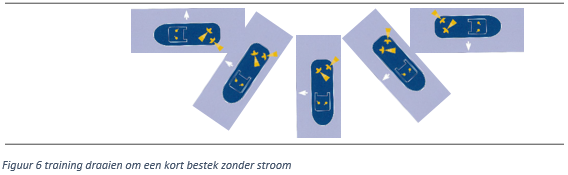 Figuur 6 training draaien om een kort bestek zonder stroom